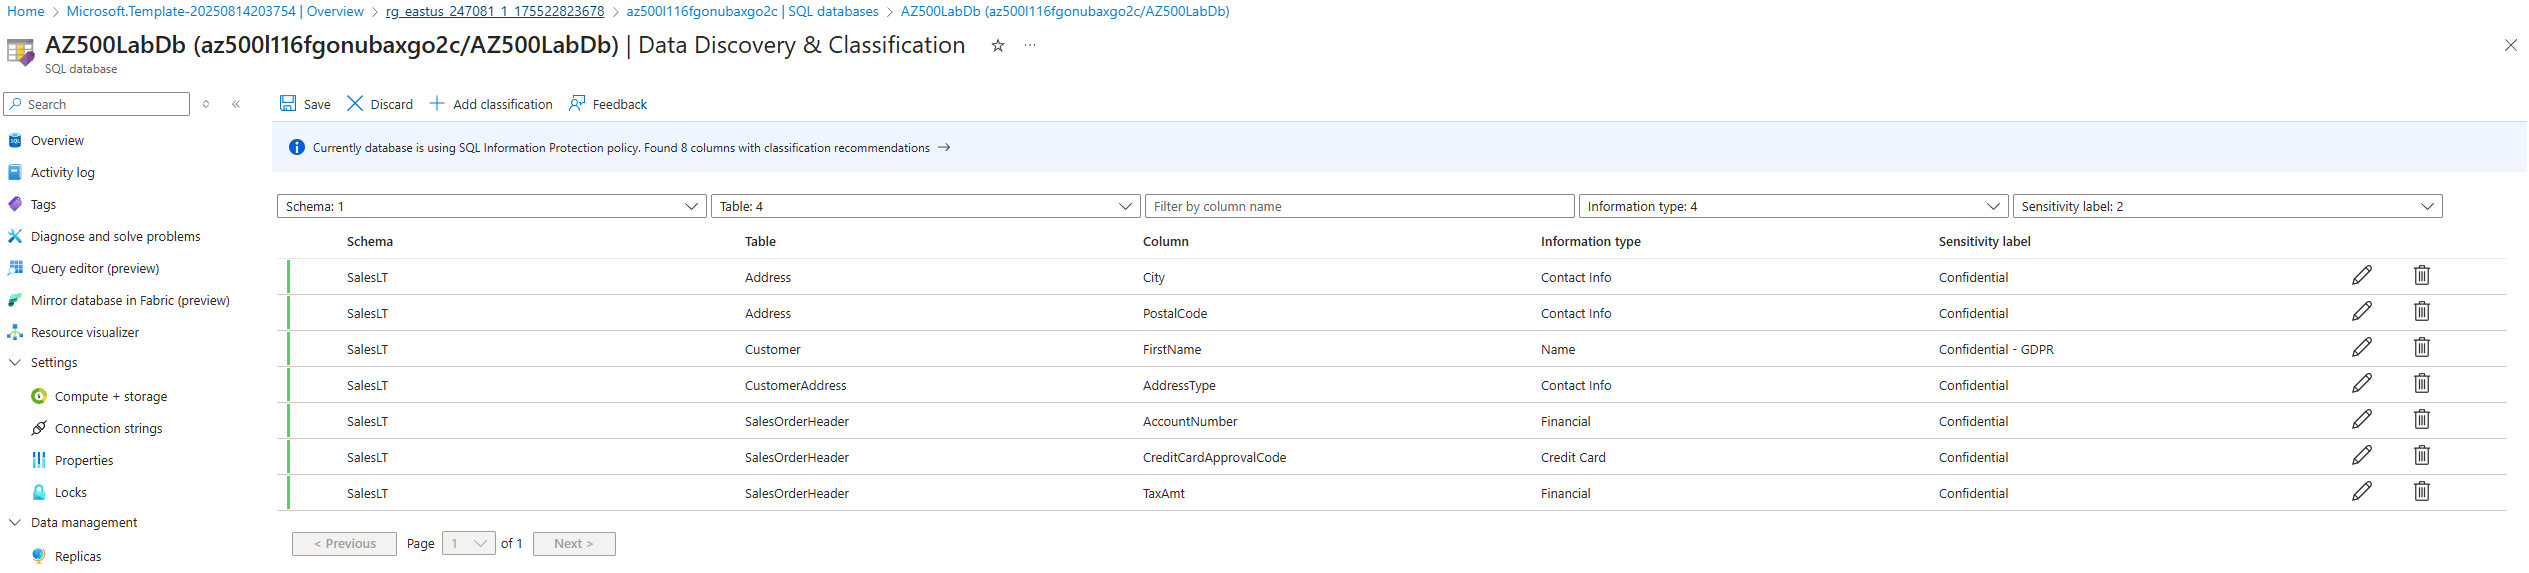 Home > Microsoft.Template-20250814203754 | Overview > rg_eastus_247081_1_175522823678 > az500l116fgonubaxgo2c | SQL databases > AZ500LabDb (az500l116fgonubaxgo2c/AZ500LabDb)
AZ500LabDb (az500l116fgonubaxgo2c/AZ500LabDb) | Data Discovery & Classification
SQL database
Search
Save Discard Add classification Feedback
Overview
Activity log
Tags
Diagnose and solve problems
Query editor (preview)
Mirror database in Fabric (preview)
Resource visualizer
Settings
Compute + storage
Connection strings
Properties
Locks
Data management
Replicas
Currently database is using SQL Information Protection policy. Found 8 columns with classification recommendations →
Schema: 1 Table: 4 Filter by column name Information type: 4 Sensitivity label: 2
Schema Table Column Information type Sensitivity label
SalesLT Address City Contact Info Confidential
SalesLT Address PostalCode Contact Info Confidential
SalesLT Customer FirstName Name Confidential - GDPR
SalesLT CustomerAddress AddressType Contact Info Confidential
SalesLT SalesOrderHeader AccountNumber Financial Confidential
SalesLT SalesOrderHeader CreditCardApprovalCode Credit Card Confidential
SalesLT SalesOrderHeader TaxAmt Financial Confidential
< Previous Page 1 of 1 Next >